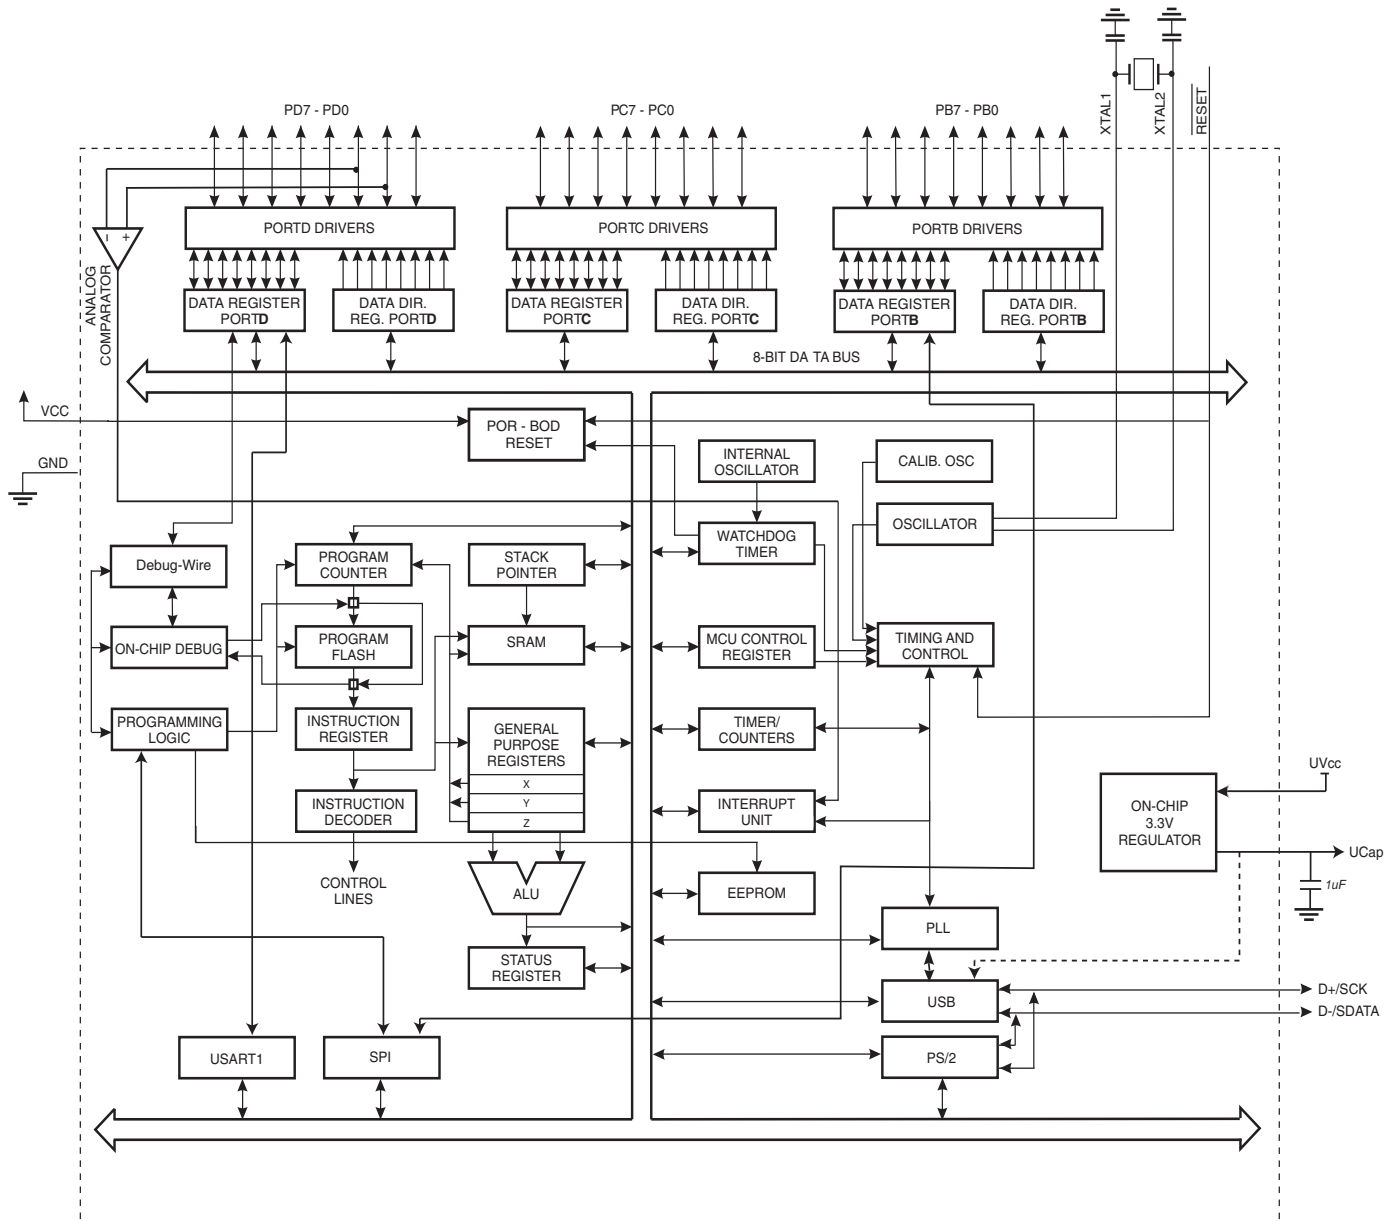 XTAL1
XTAL2
RESET
PD7 - PD0
PC7 - PC0
PB7 - PB0
PORTD DRIVERS
PORTC DRIVERS
PORTB DRIVERS
- +
ANALOG
COMPARATOR
DATA REGISTER
PORTD
DATA DIR.
REG. PORTD
DATA REGISTER
PORTC
DATA DIR.
REG. PORTC
DATA REGISTER
PORTB
DATA DIR.
REG. PORTB
8-BIT DA TA BUS
VCC
POR - BOD
RESET
GND
INTERNAL
OSCILLATOR
CALIB. OSC
OSCILLATOR
WATCHDOG
TIMER
Debug-Wire
PROGRAM
COUNTER
STACK
POINTER
ON-CHIP DEBUG
PROGRAM
FLASH
SRAM
MCU CONTROL
REGISTER
TIMING AND
CONTROL
PROGRAMMING
LOGIC
INSTRUCTION
REGISTER
GENERAL
PURPOSE
REGISTERS
X
Y
Z
TIMER/
COUNTERS
INSTRUCTION
DECODER
INTERRUPT
UNIT
UVcc
ON-CHIP
3.3V
REGULATOR
UCap
1uF
CONTROL
LINES
ALU
EEPROM
PLL
STATUS
REGISTER
USB
D+/SCK
D-/SDATA
USART1
SPI
PS/2